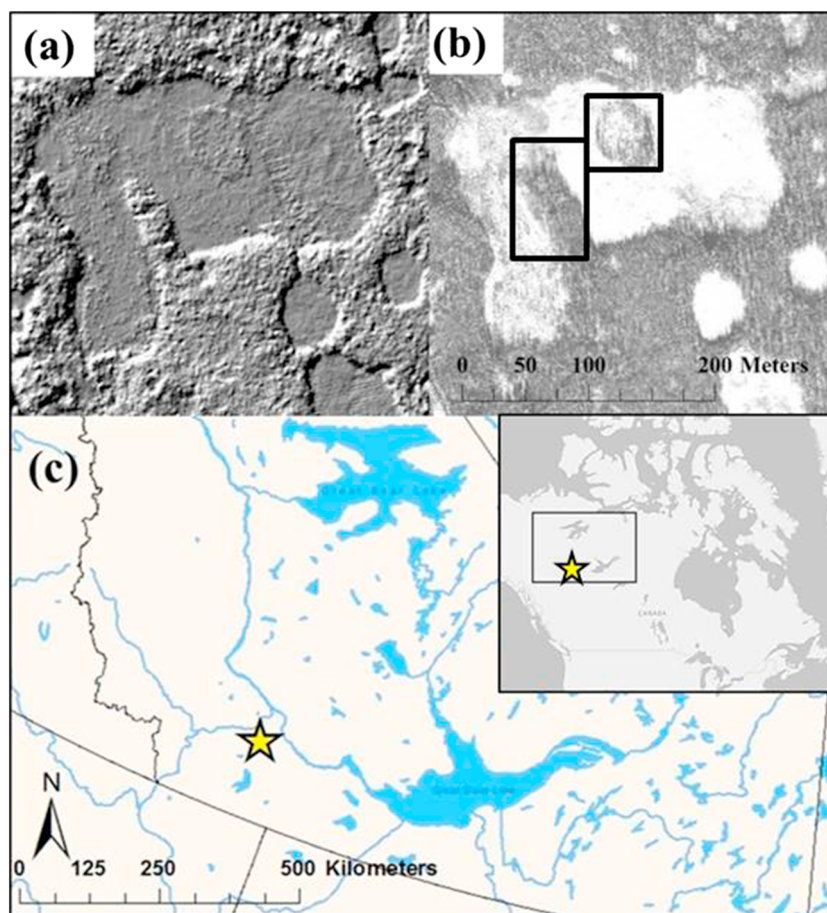 (a)
(b)
0 50 100 200 Meters
(c)
Great Bear Lake
CANADA
Great Slave Lake
N
0 125 250 500 Kilometers